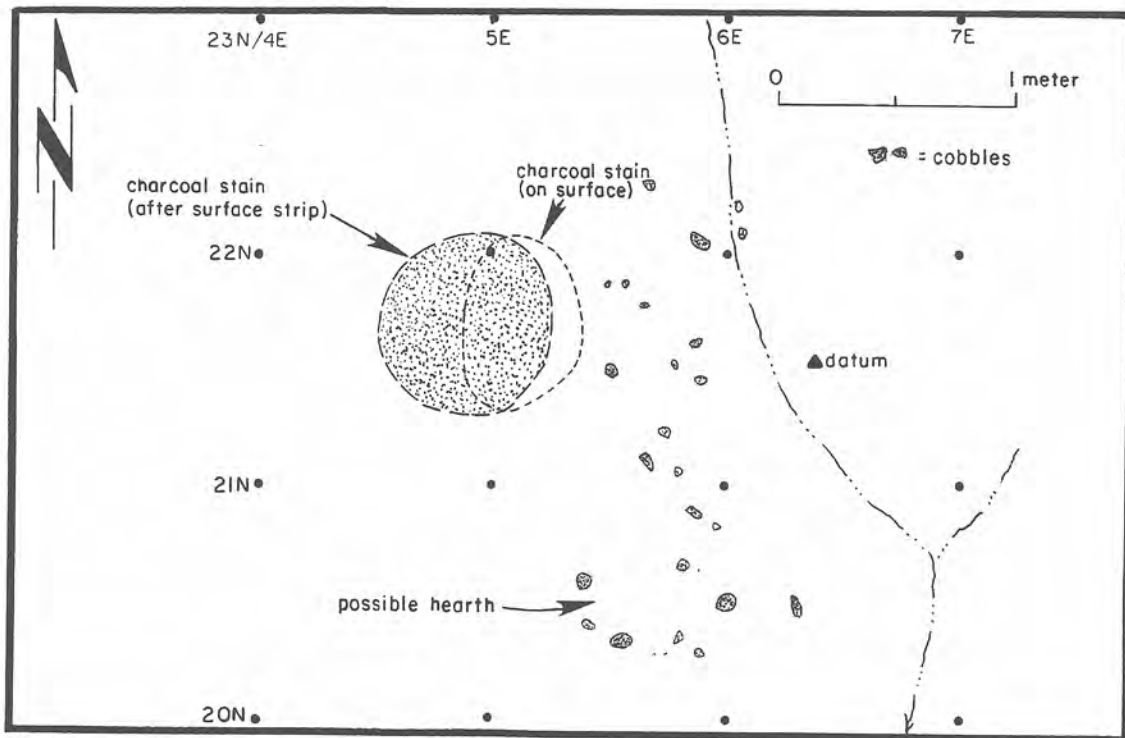 23N/4E 5E 6E 7E
0 1 meter
= cobbles
charcoal stain
(on surface)
charcoal stain
(after surface strip)
22N
datum
21N
possible hearth
20N
N